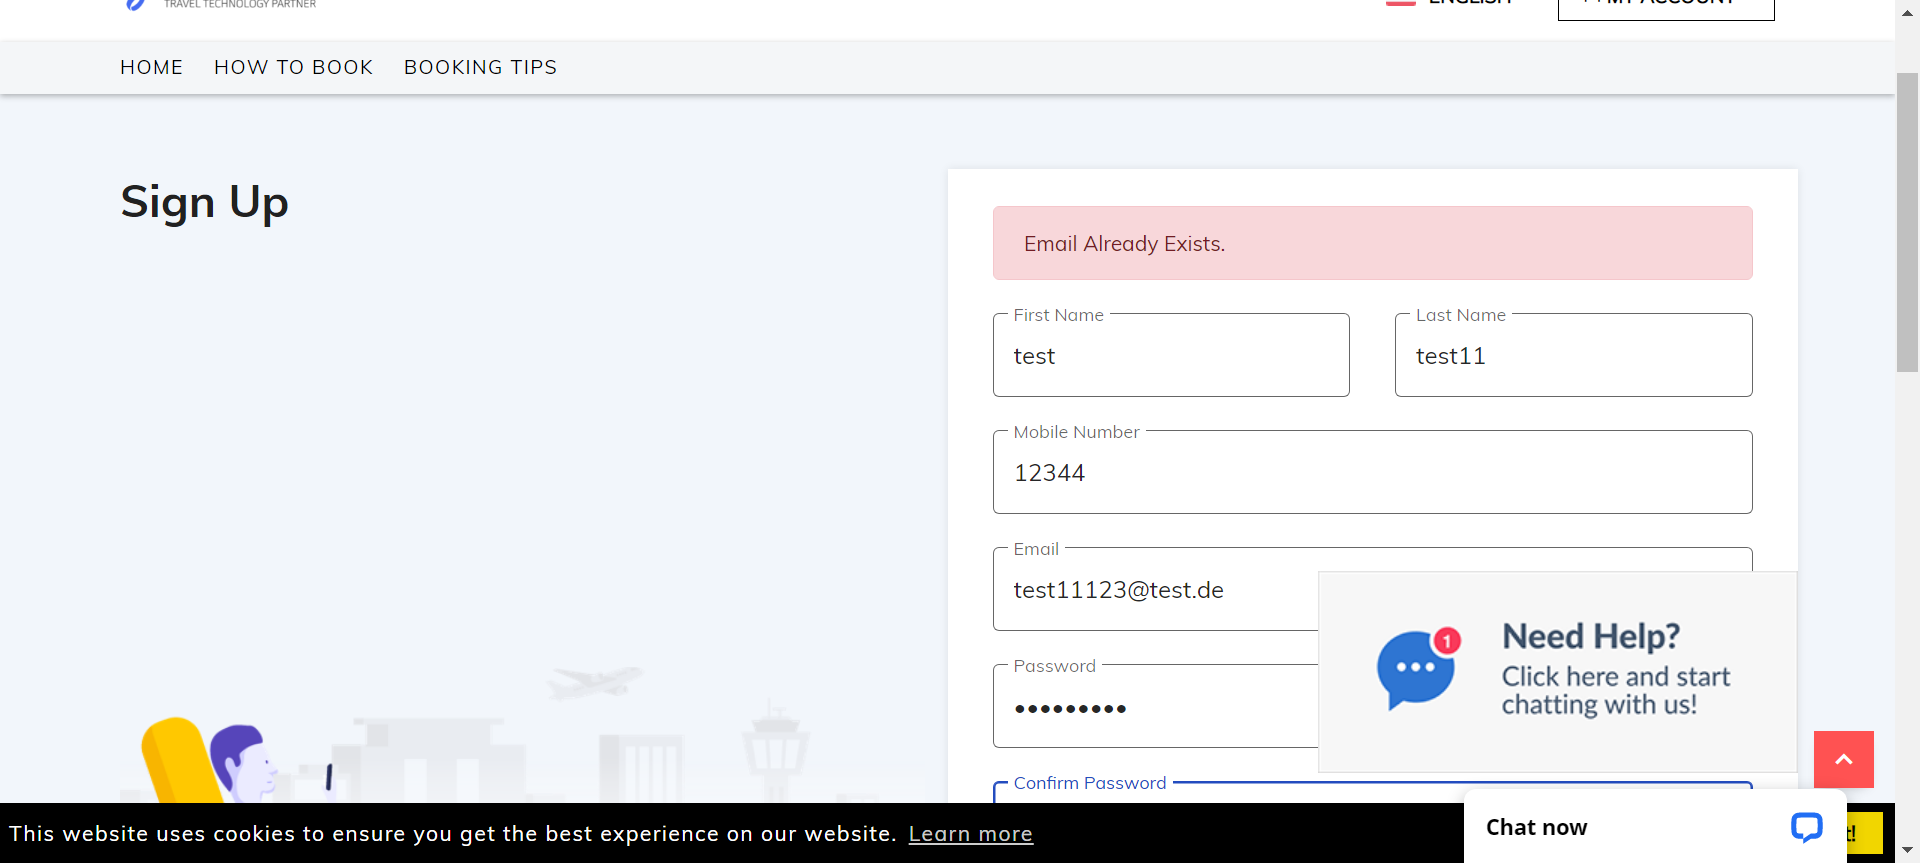 TRAVEL TECHNOLOGY PARTNER
ENGLISH
MY ACCOUNT
HOME HOW TO BOOK BOOKING TIPS
Sign Up
Email Already Exists.
First Name Last Name
test test11
Mobile Number
12344
Email
test11123@test.de
Password
•••••••••
Confirm Password
1
Need Help?
Click here and start
chatting with us!
This website uses cookies to ensure you get the best experience on our website. Learn more
Chat now